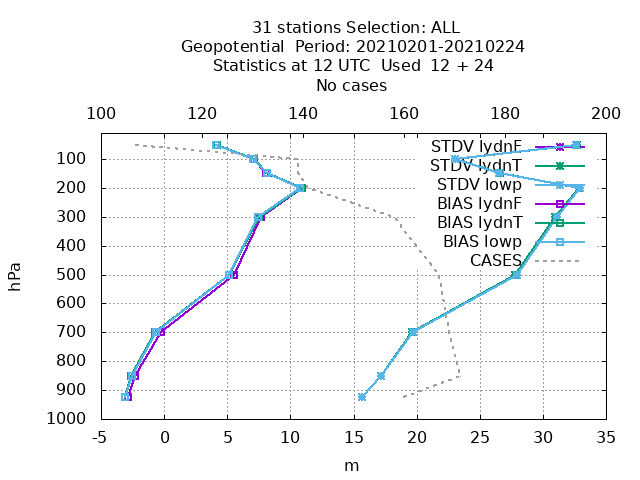 31 stations Selection: ALL
Geopotential  Period: 20210201-20210224
Statistics at 12 UTC  Used  12 + 24
No cases
100 120 140 160 180 200
STDV lydnF
STDV lydnT
STDV lowp
BIAS lydnF
BIAS lydnT
BIAS lowp
CASES
100
200
300
400
500
600
700
800
900
1000
hPa
-5 0 5 10 15 20 25 30 35
m